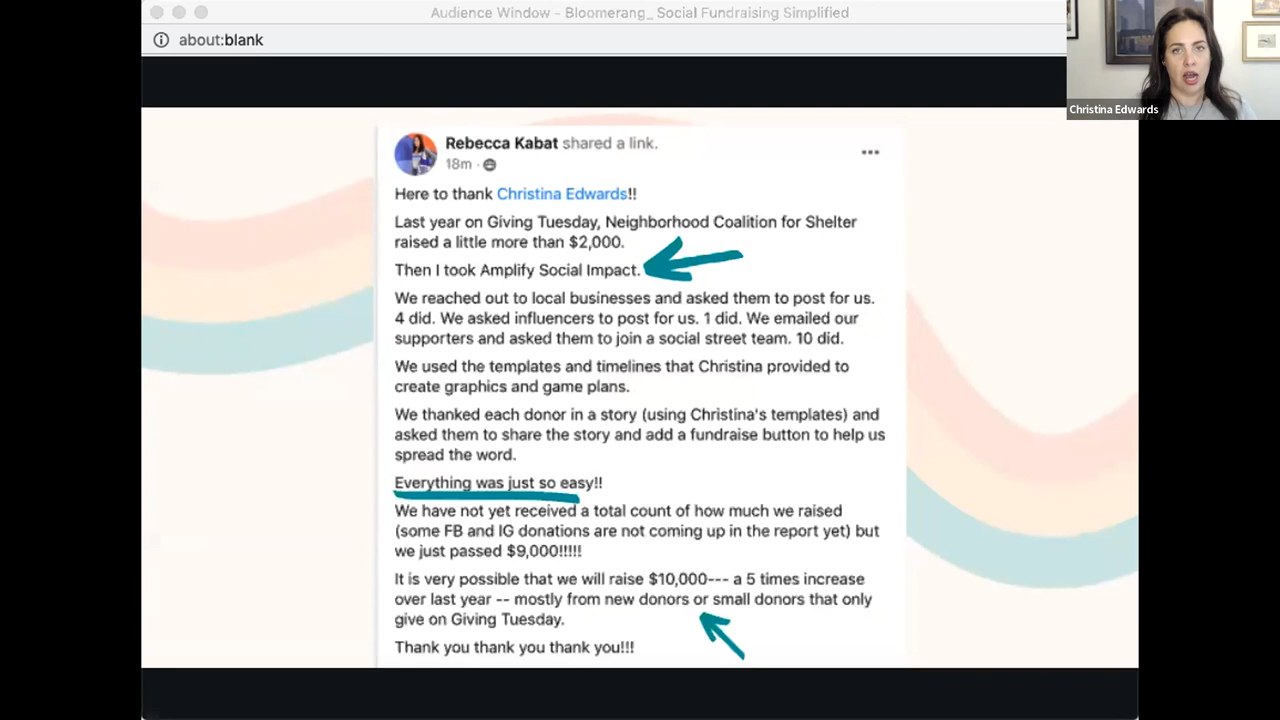 Audience Window - Bloomerang_ Social Fundraising Simplified
about:blank
Christina Edwards
Rebecca Kabat shared a link.
18m ·
Here to thank Christina Edwards!!
Last year on Giving Tuesday, Neighborhood Coalition for Shelter
raised a little more than $2,000.
Then I took Amplify Social Impact.
We reached out to local businesses and asked them to post for us.
4 did. We asked influencers to post for us. 1 did. We emailed our
supporters and asked them to join a social street team. 10 did.
We used the templates and timelines that Christina provided to
create graphics and game plans.
We thanked each donor in a story (using Christina's templates) and
asked them to share the story and add a fundraise button to help us
spread the word.
Everything was just so easy!!
We have not yet received a total count of how much we raised
(some FB and IG donations are not coming up in the report yet) but
we just passed $9,000!!!!!
It is very possible that we will raise $10,000--- a 5 times increase
over last year -- mostly from new donors or small donors that only
give on Giving Tuesday.
Thank you thank you thank you!!!